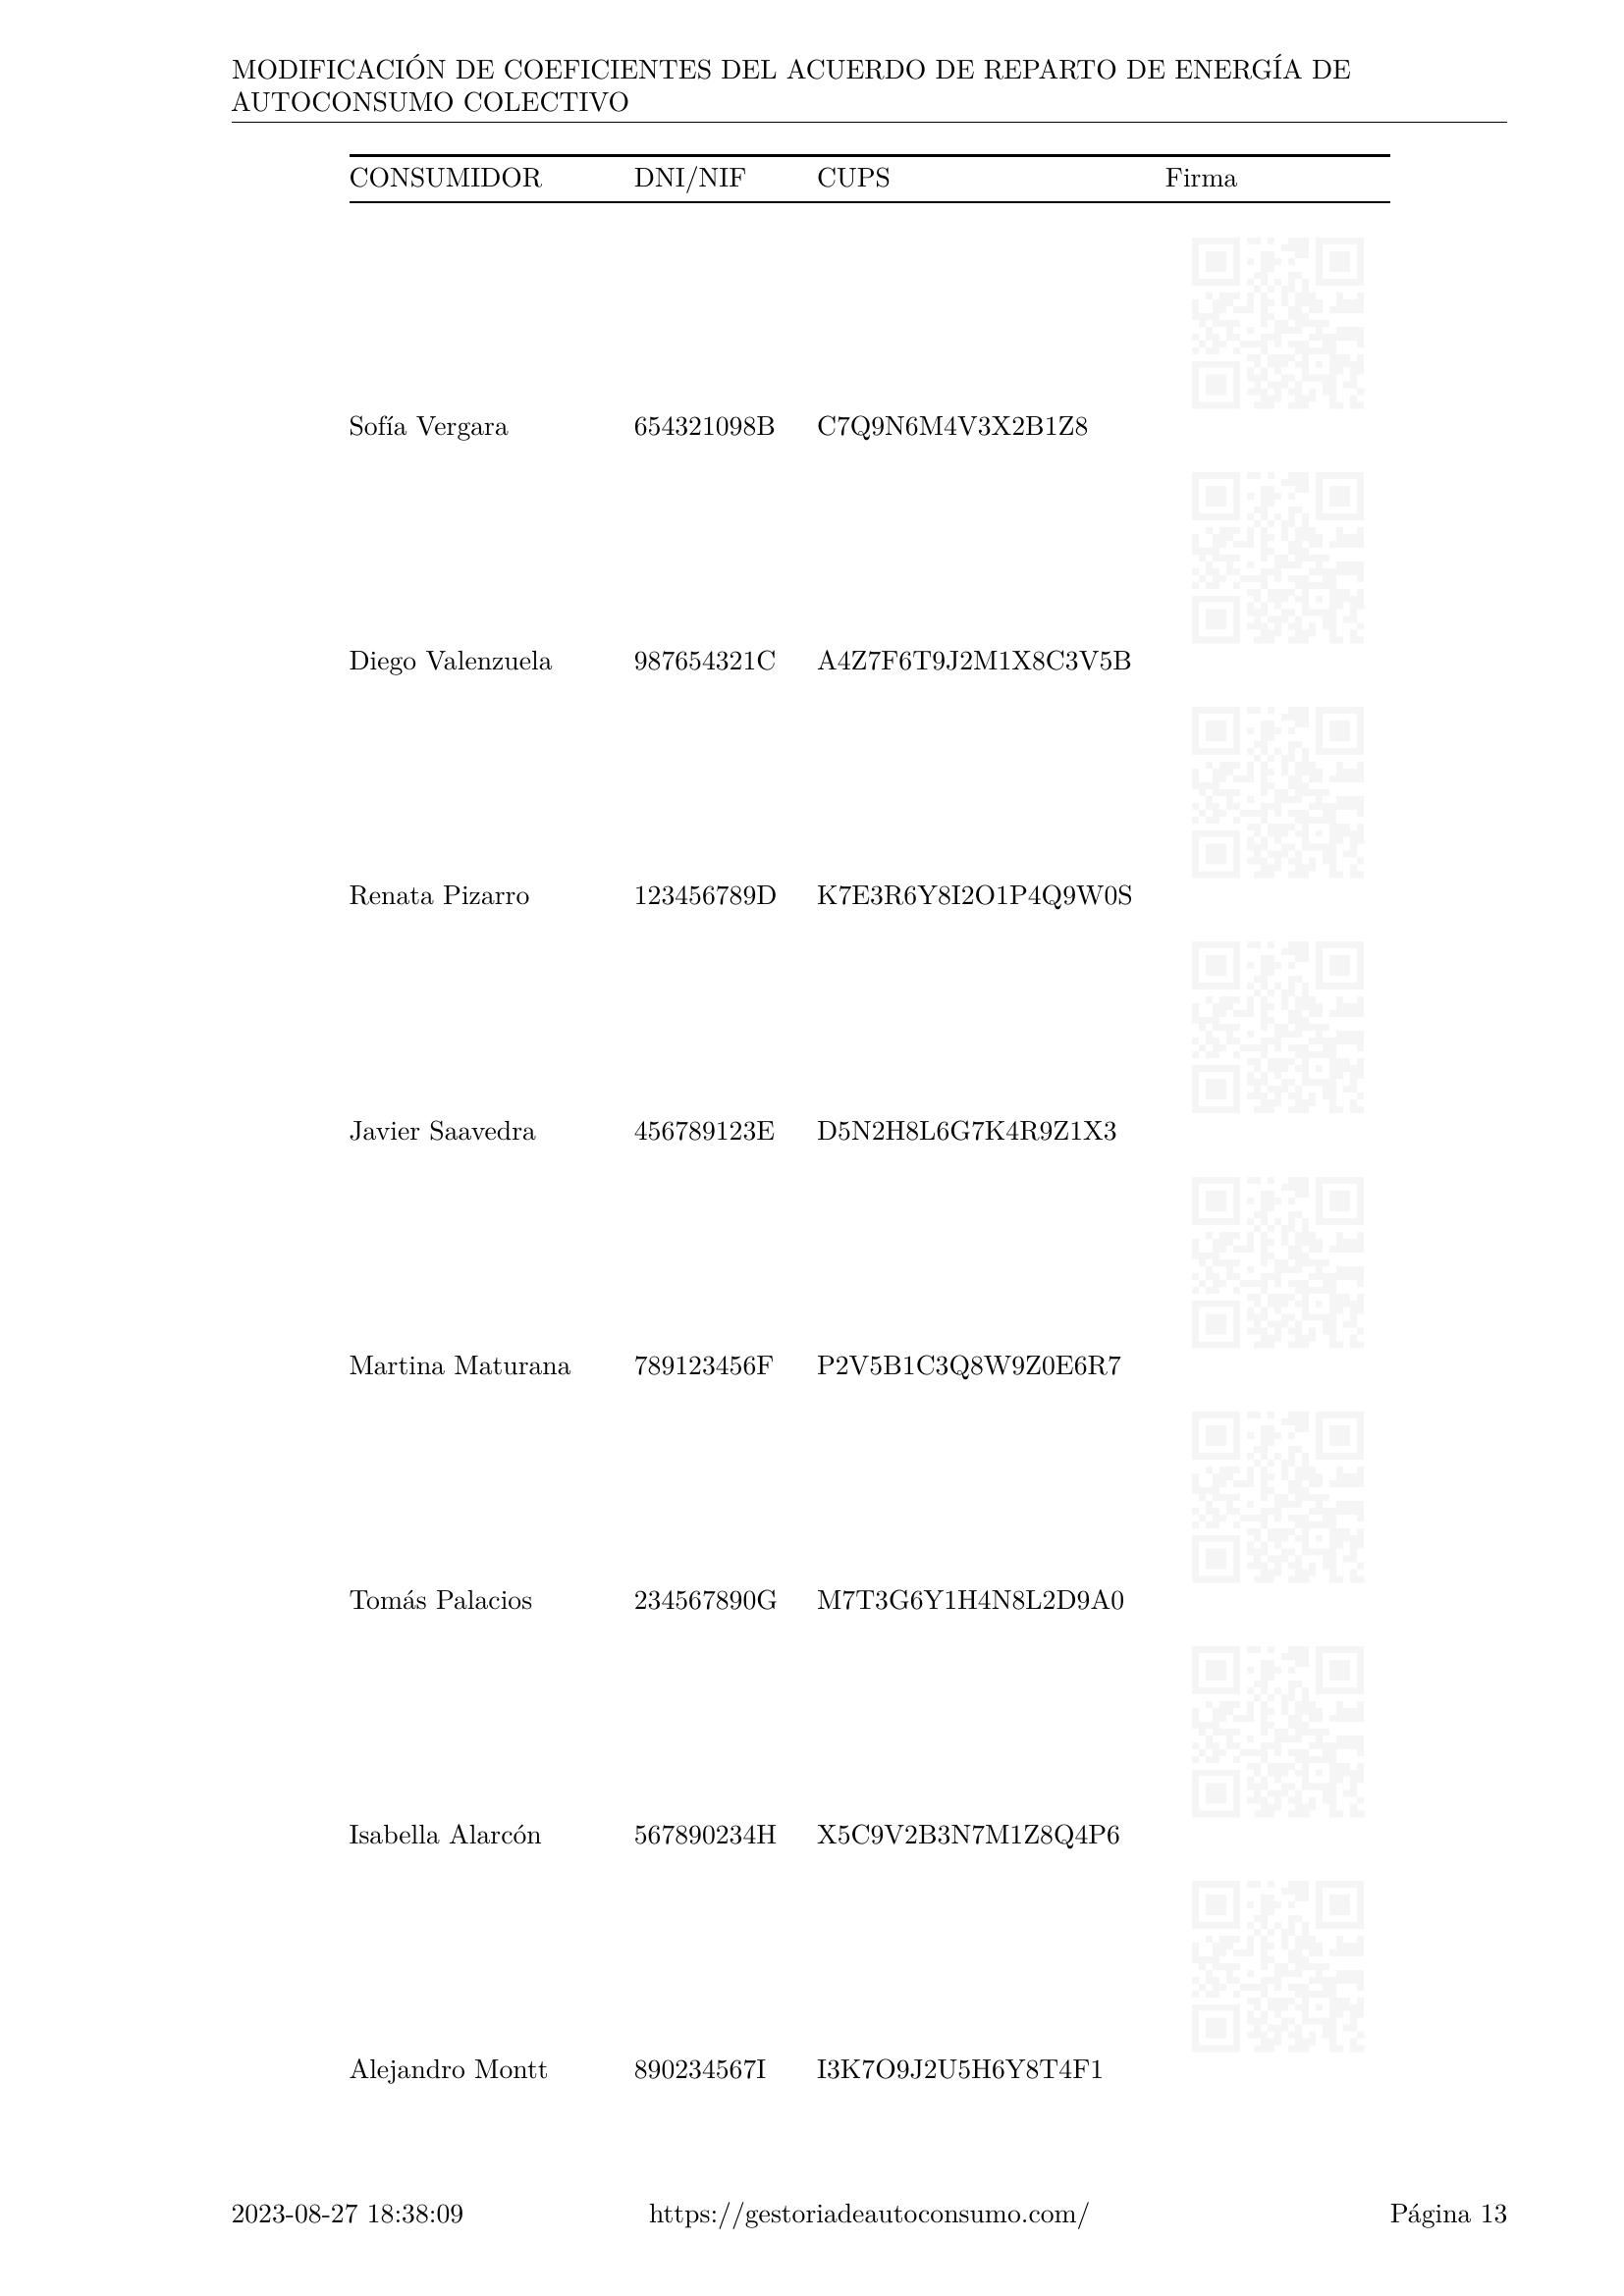 MODIFICACIÓN DE COEFICIENTES DEL ACUERDO DE REPARTO DE ENERGÍA DE
AUTOCONSUMO COLECTIVO
CONSUMIDOR DNI/NIF CUPS Firma
Sofía Vergara 654321098B C7Q9N6M4V3X2B1Z8
Diego Valenzuela 987654321C A4Z7F6T9J2M1X8C3V5B
Renata Pizarro 123456789D K7E3R6Y8I2O1P4Q9W0S
Javier Saavedra 456789123E D5N2H8L6G7K4R9Z1X3
Martina Maturana 789123456F P2V5B1C3Q8W9Z0E6R7
Tomás Palacios 234567890G M7T3G6Y1H4N8L2D9A0
Isabella Alarcón 567890234H X5C9V2B3N7M1Z8Q4P6
Alejandro Montt 890234567I I3K7O9J2U5H6Y8T4F1
2023-08-27 18:38:09 https://gestoriadeautoconsumo.com/ Página 13